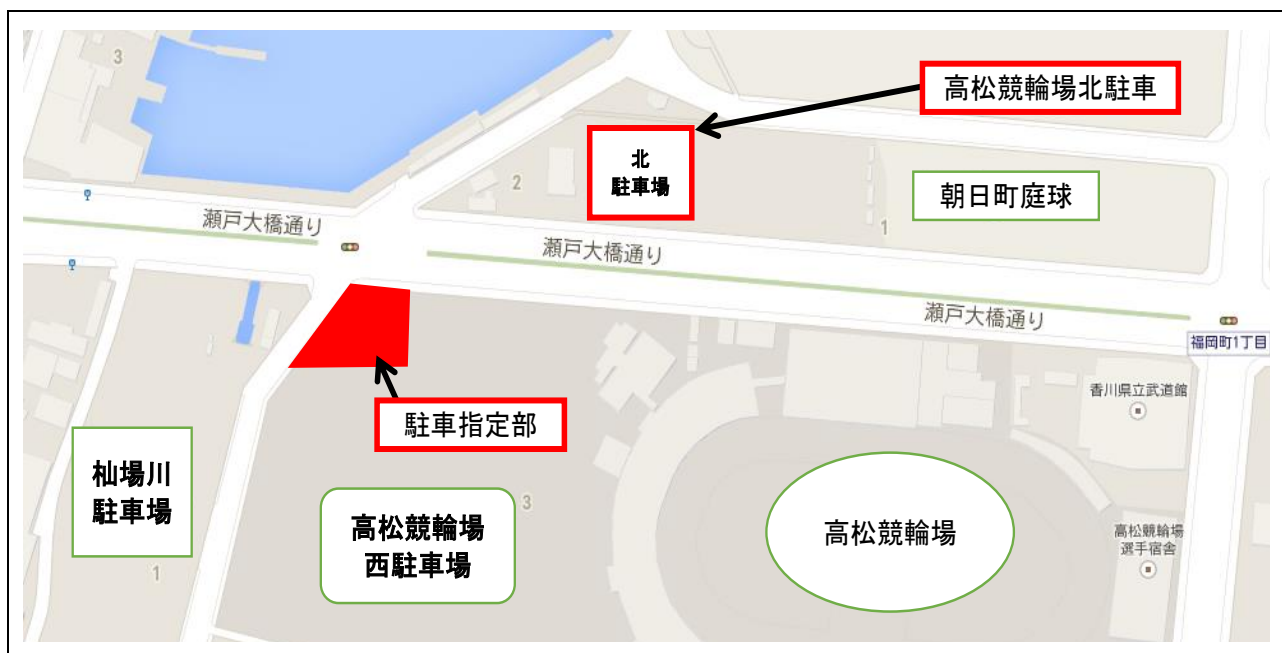 3
高松競輪場北駐車
北
駐車場
2
朝日町庭球
1
瀬戸大橋通り
瀬戸大橋通り
瀬戸大橋通り
福岡町1丁目
香川県立武道館
駐車指定部
杣場川
駐車場
1
高松競輪場
西駐車場
3
高松競輪場
高松競輪場
選手宿舎